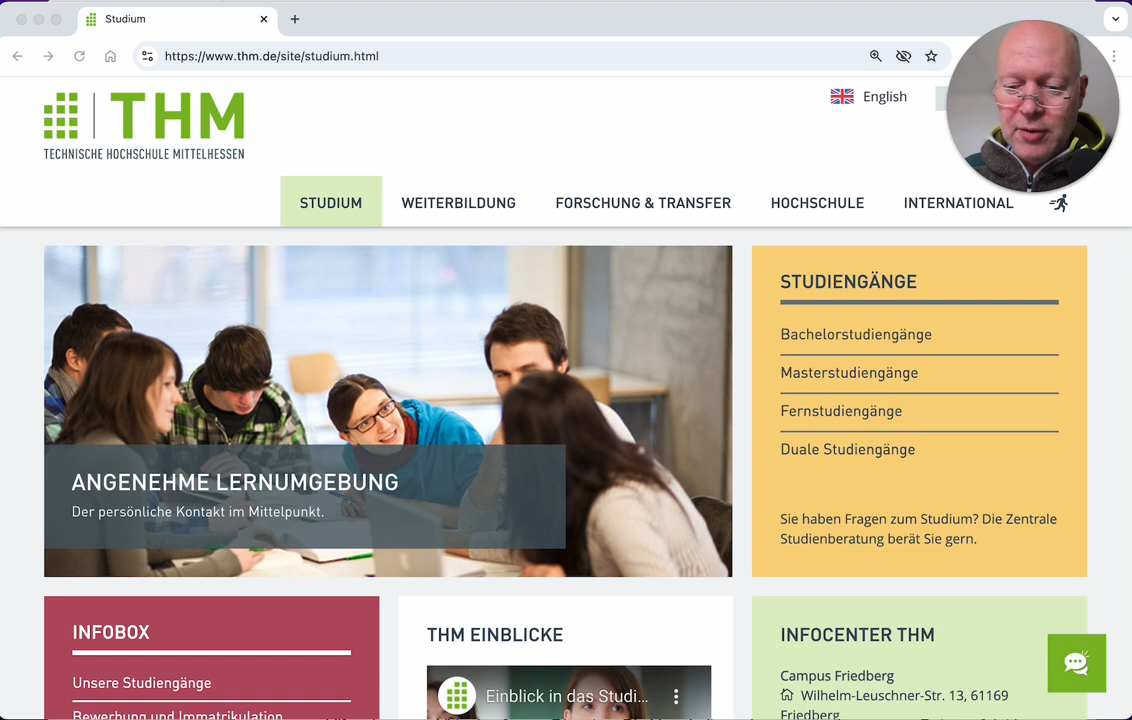 Studium
https://www.thm.de/site/studium.html
English
THM
TECHNISCHE HOCHSCHULE MITTELHESSEN
STUDIUM WEITERBILDUNG FORSCHUNG & TRANSFER HOCHSCHULE INTERNATIONAL
ANGENEHME LERNUMGEBUNG
Der persönliche Kontakt im Mittelpunkt.
STUDIENGÄNGE
Bachelorstudiengänge
Masterstudiengänge
Fernstudiengänge
Duale Studiengänge
Sie haben Fragen zum Studium? Die Zentrale
Studienberatung berät Sie gern.
INFOBOX
Unsere Studiengänge
Bewerbung und Immatrikulation
THM EINBLICKE
Einblick in das Studi...
INFOCENTER THM
Campus Friedberg
Wilhelm-Leuschner-Str. 13, 61169
Friedberg